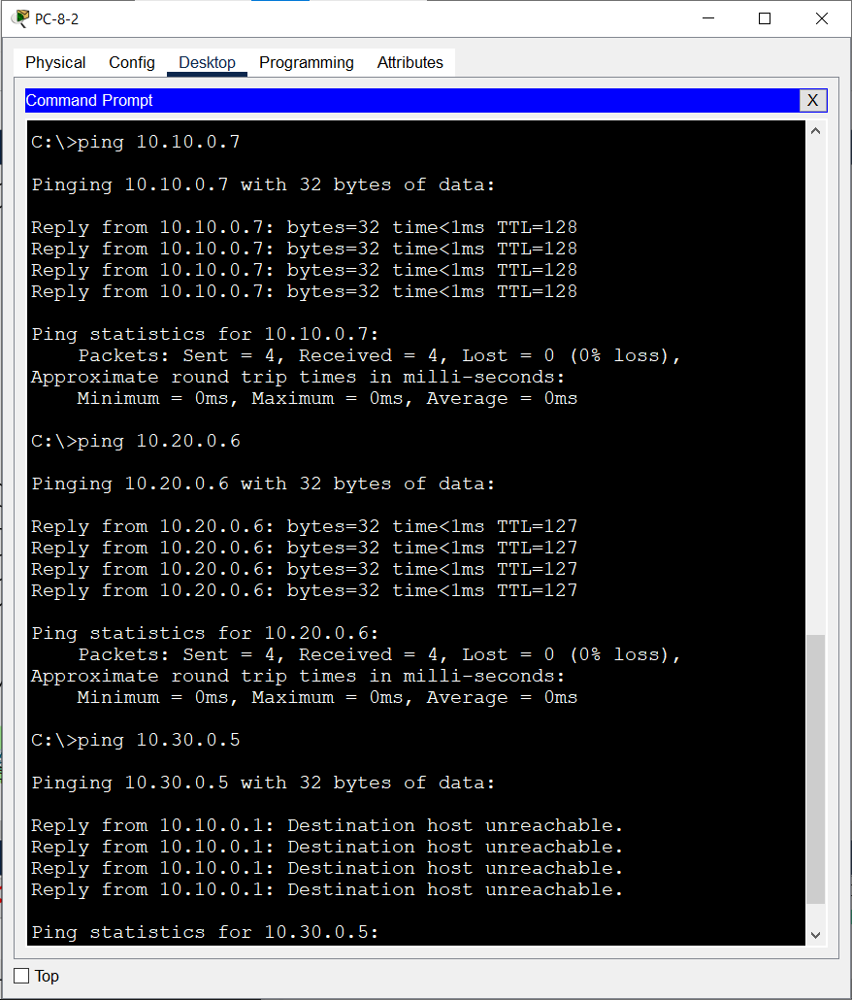 PC-8-2
Physical Config Desktop Programming Attributes
Command Prompt X
C:\>ping 10.10.0.7
Pinging 10.10.0.7 with 32 bytes of data:
Reply from 10.10.0.7: bytes=32 time<1ms TTL=128
Reply from 10.10.0.7: bytes=32 time<1ms TTL=128
Reply from 10.10.0.7: bytes=32 time<1ms TTL=128
Reply from 10.10.0.7: bytes=32 time<1ms TTL=128
Ping statistics for 10.10.0.7:
    Packets: Sent = 4, Received = 4, Lost = 0 (0% loss),
Approximate round trip times in milli-seconds:
    Minimum = 0ms, Maximum = 0ms, Average = 0ms
C:\>ping 10.20.0.6
Pinging 10.20.0.6 with 32 bytes of data:
Reply from 10.20.0.6: bytes=32 time<1ms TTL=127
Reply from 10.20.0.6: bytes=32 time<1ms TTL=127
Reply from 10.20.0.6: bytes=32 time<1ms TTL=127
Reply from 10.20.0.6: bytes=32 time<1ms TTL=127
Ping statistics for 10.20.0.6:
    Packets: Sent = 4, Received = 4, Lost = 0 (0% loss),
Approximate round trip times in milli-seconds:
    Minimum = 0ms, Maximum = 0ms, Average = 0ms
C:\>ping 10.30.0.5
Pinging 10.30.0.5 with 32 bytes of data:
Reply from 10.10.0.1: Destination host unreachable.
Reply from 10.10.0.1: Destination host unreachable.
Reply from 10.10.0.1: Destination host unreachable.
Reply from 10.10.0.1: Destination host unreachable.
Ping statistics for 10.30.0.5:
Top